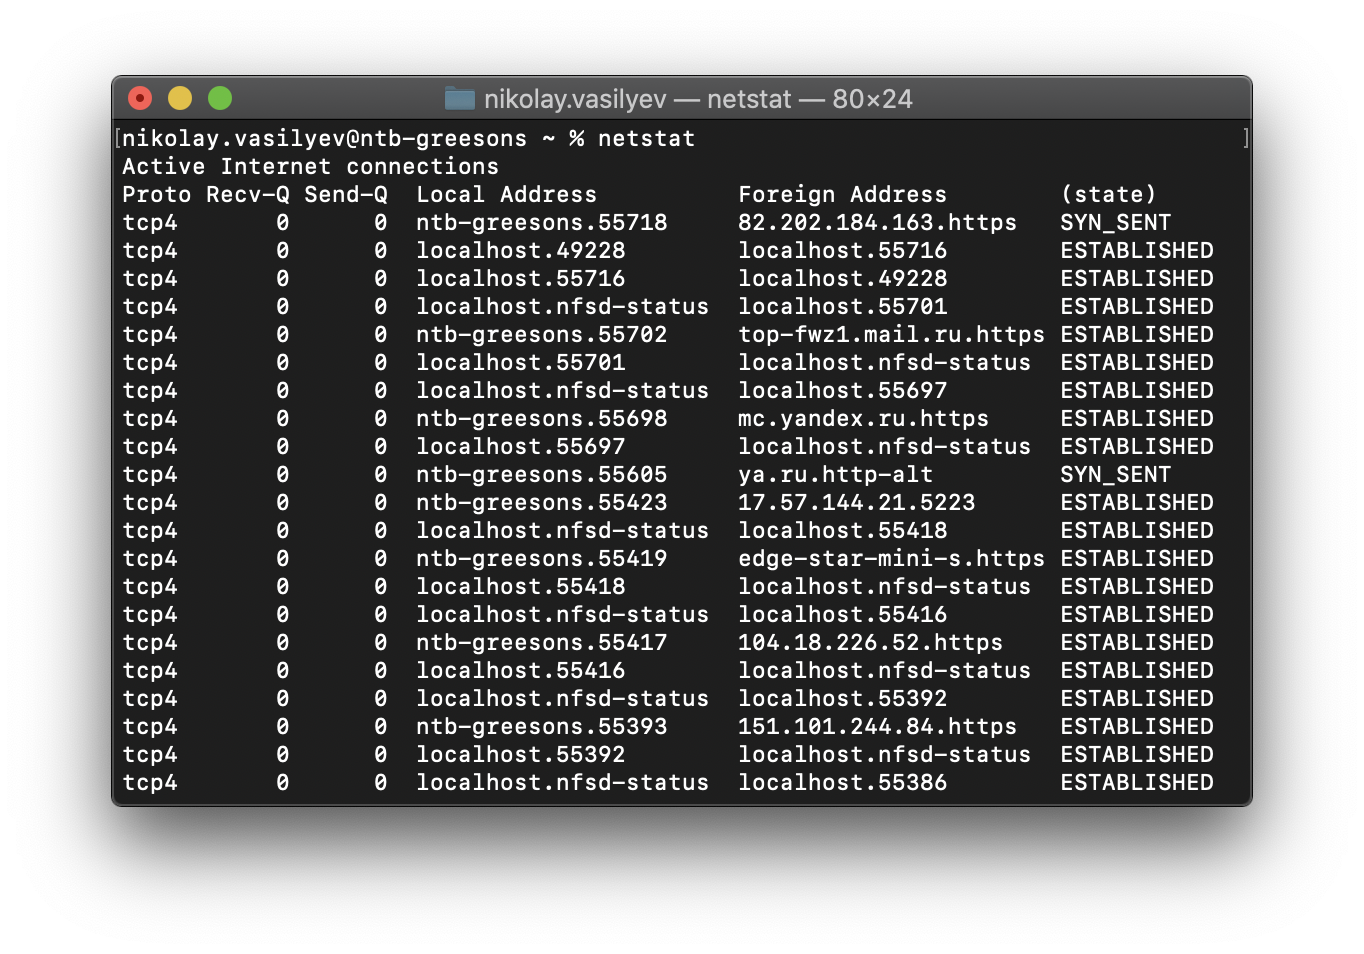 nikolay.vasilyev — netstat — 80×24
[nikolay.vasilyev@ntb-greesons ~ % netstat ]
Active Internet connections
Proto Recv-Q Send-Q  Local Address          Foreign Address        (state)
tcp4       0      0  ntb-greesons.55718     82.202.184.163.https   SYN_SENT
tcp4       0      0  localhost.49228        localhost.55716        ESTABLISHED
tcp4       0      0  localhost.55716        localhost.49228        ESTABLISHED
tcp4       0      0  localhost.nfsd-status  localhost.55701        ESTABLISHED
tcp4       0      0  ntb-greesons.55702     top-fwz1.mail.ru.https ESTABLISHED
tcp4       0      0  localhost.55701        localhost.nfsd-status  ESTABLISHED
tcp4       0      0  localhost.nfsd-status  localhost.55697        ESTABLISHED
tcp4       0      0  ntb-greesons.55698     mc.yandex.ru.https     ESTABLISHED
tcp4       0      0  localhost.55697        localhost.nfsd-status  ESTABLISHED
tcp4       0      0  ntb-greesons.55605     ya.ru.http-alt         SYN_SENT
tcp4       0      0  ntb-greesons.55423     17.57.144.21.5223      ESTABLISHED
tcp4       0      0  localhost.nfsd-status  localhost.55418        ESTABLISHED
tcp4       0      0  ntb-greesons.55419     edge-star-mini-s.https ESTABLISHED
tcp4       0      0  localhost.55418        localhost.nfsd-status  ESTABLISHED
tcp4       0      0  localhost.nfsd-status  localhost.55416        ESTABLISHED
tcp4       0      0  ntb-greesons.55417     104.18.226.52.https    ESTABLISHED
tcp4       0      0  localhost.55416        localhost.nfsd-status  ESTABLISHED
tcp4       0      0  localhost.nfsd-status  localhost.55392        ESTABLISHED
tcp4       0      0  ntb-greesons.55393     151.101.244.84.https   ESTABLISHED
tcp4       0      0  localhost.55392        localhost.nfsd-status  ESTABLISHED
tcp4       0      0  localhost.nfsd-status  localhost.55386        ESTABLISHED